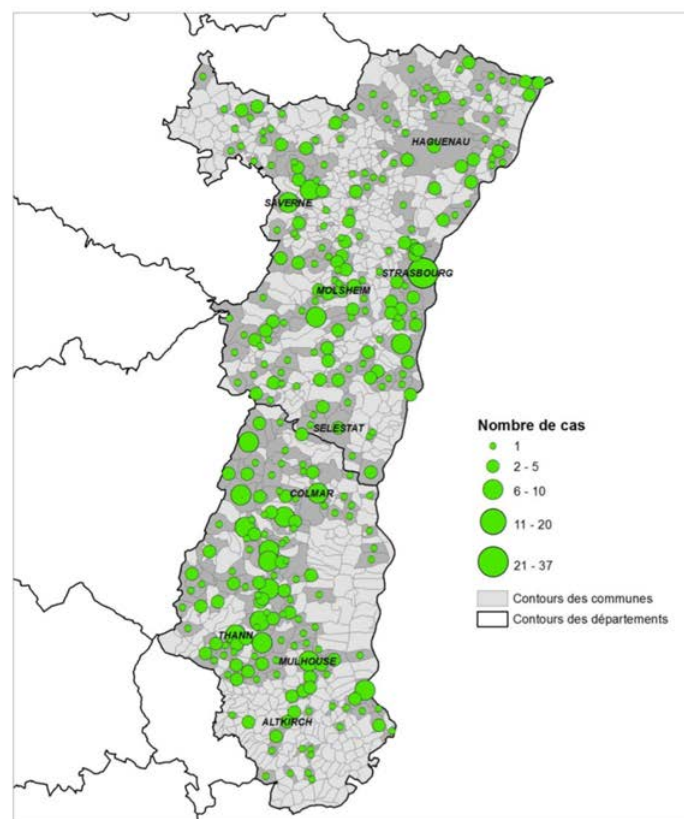 HAGUENAU
SAVERNE
STRASBOURG
MOLSHEIM
SELESTAT
COLMAR
THANN
MULHOUSE
ALTKIRCH
Nombre de cas
1
2 - 5
6 - 10
11 - 20
21 - 37
Contours des communes
Contours des départements